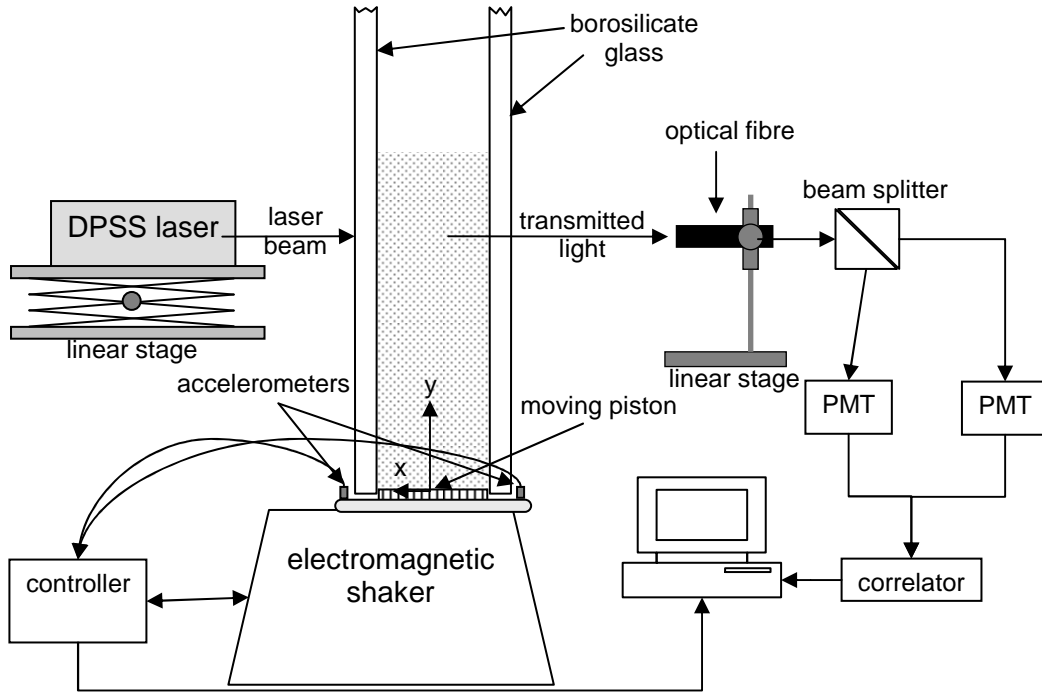 borosilicate
glass
optical fibre
beam splitter
DPSS laser
laser
beam
transmitted
light
linear stage
linear stage
accelerometers
y
moving piston
PMT
PMT
x
electromagnetic
shaker
controller
correlator